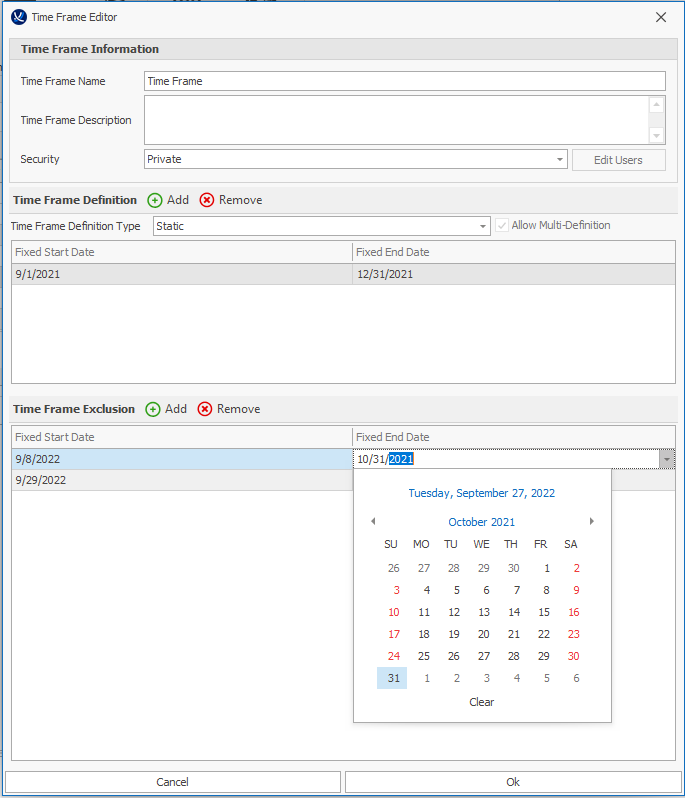 Time Frame Editor
Time Frame Information
Time Frame Name Time Frame
Time Frame Description
Security Private Edit Users
Time Frame Definition Add Remove
Time Frame Definition Type Static Allow Multi-Definition
Fixed Start Date Fixed End Date
9/1/2021 12/31/2021
Time Frame Exclusion Add Remove
Fixed Start Date Fixed End Date
9/8/2022 10/31/2021
9/29/2022
Tuesday, September 27, 2022
October 2021
SU MO TU WE TH FR SA
26 27 28 29 30 1 2
3 4 5 6 7 8 9
10 11 12 13 14 15 16
17 18 19 20 21 22 23
24 25 26 27 28 29 30
31 1 2 3 4 5 6
Clear
Cancel Ok